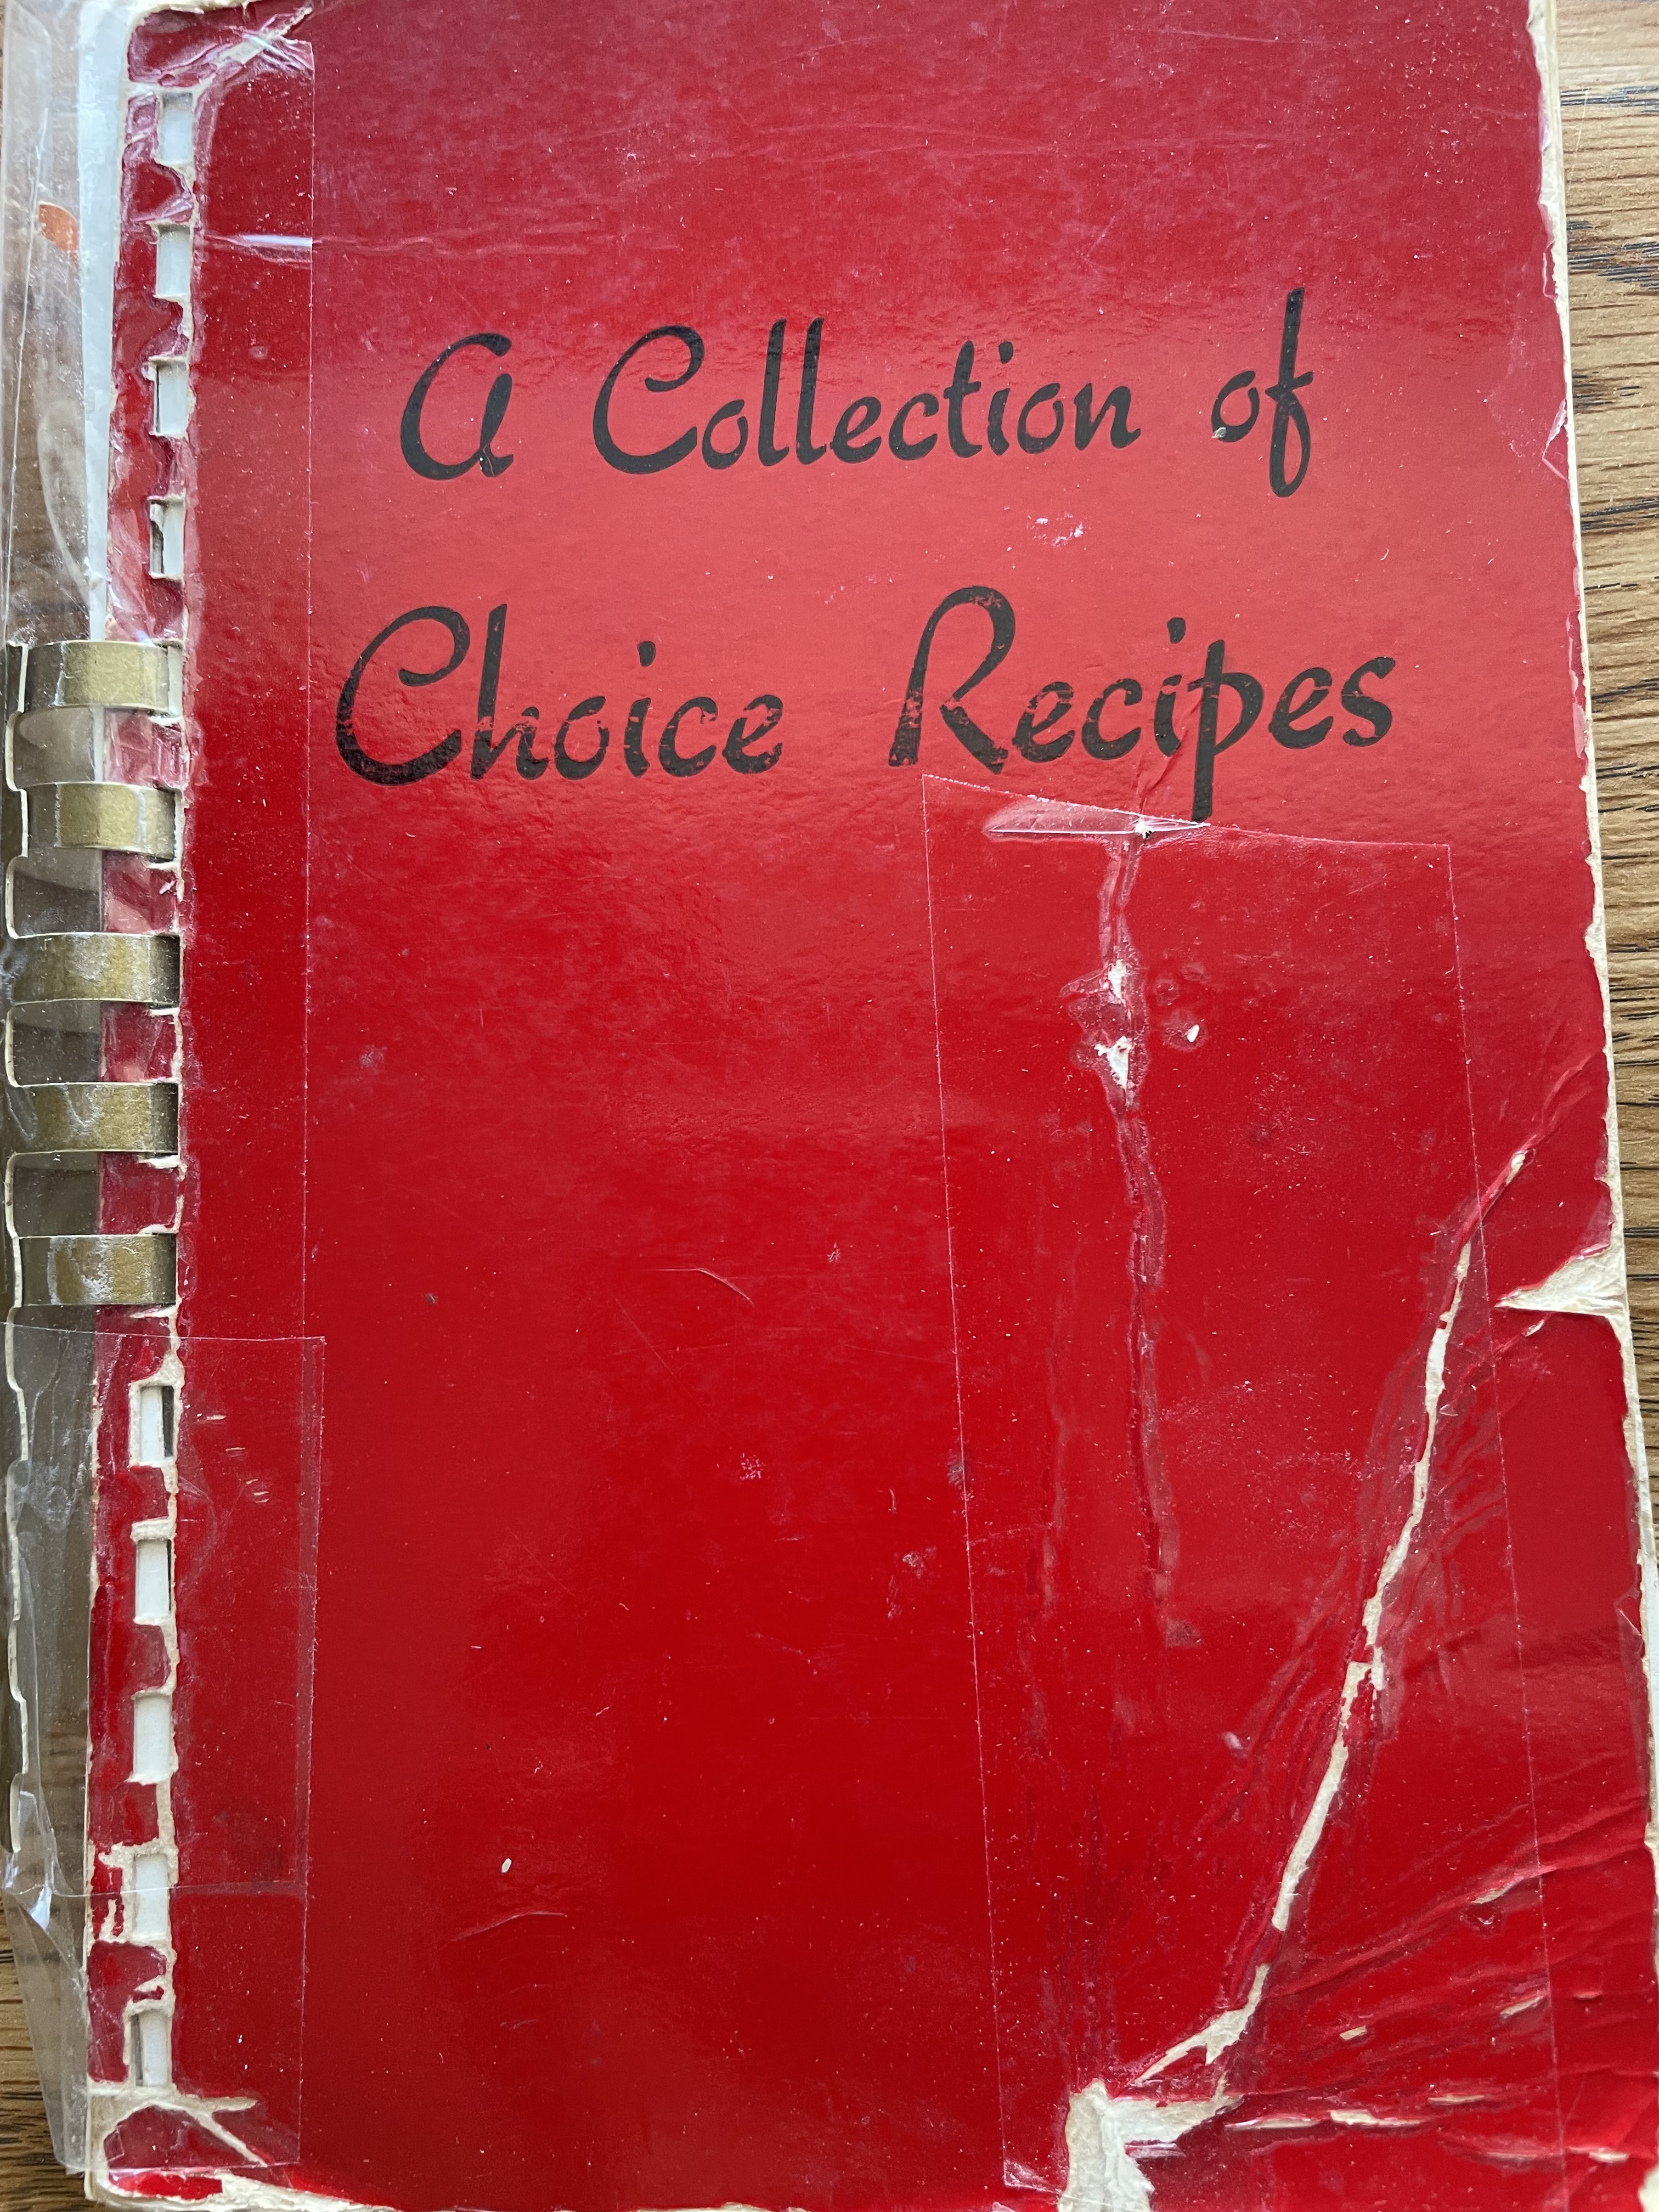 A Collection of
Choice Recipes